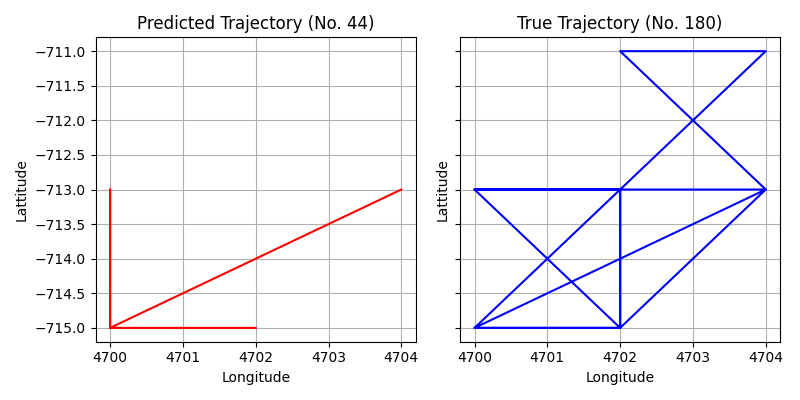 Predicted Trajectory (No. 44)
True Trajectory (No. 180)
−711.0
−711.5
−712.0
−712.5
−713.0
−713.5
−714.0
−714.5
−715.0
Lattitude
Lattitude
4700 4701 4702 4703 4704
4700 4701 4702 4703 4704
Longitude
Longitude